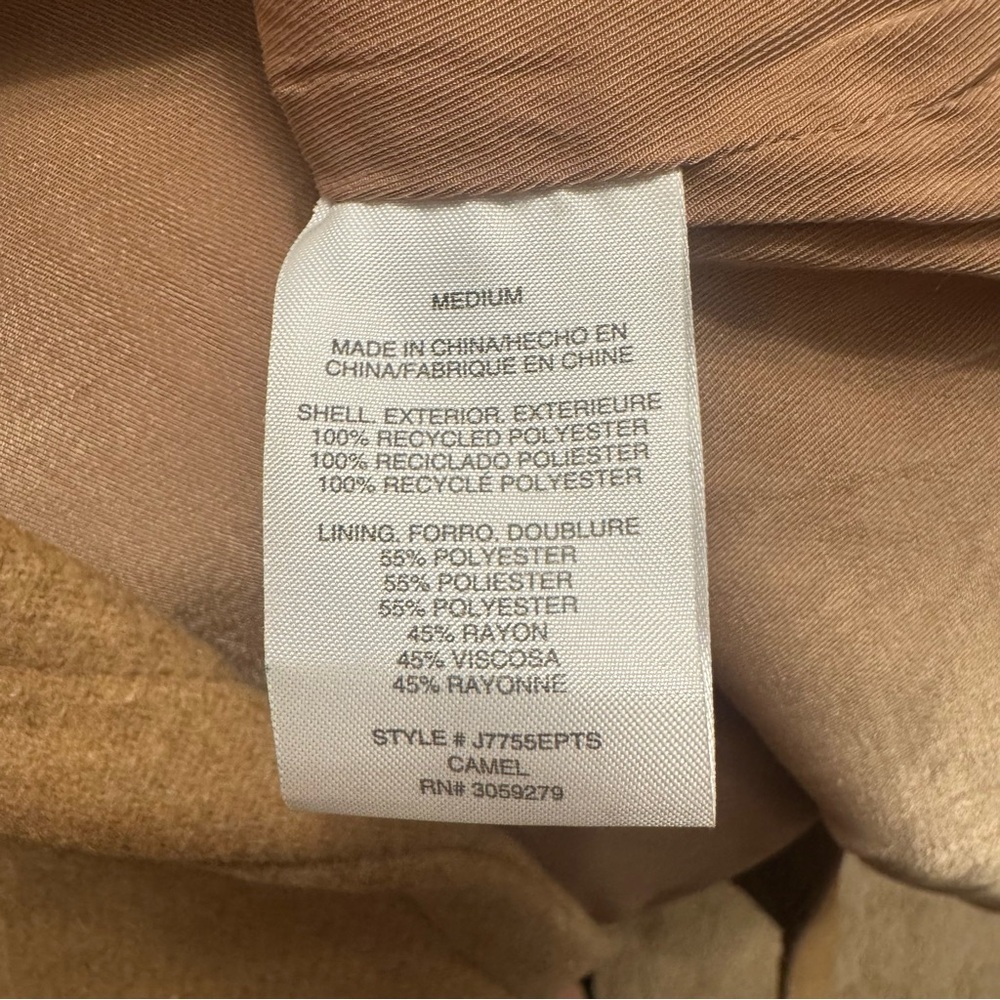 MEDIUM
MADE IN CHINA/HECHO EN
CHINA/FABRIQUE EN CHINE
SHELL. EXTERIOR. EXTERIEURE
100% RECYCLED POLYESTER
100% RECICLADO POLIESTER
100% RECYCLÉ POLYESTER
LINING. FORRO. DOUBLURE
55% POLYESTER
55% POLIESTER
55% POLYESTER
45% RAYON
45% VISCOSA
45% RAYONNE
STYLE # J7755EPTS
CAMEL
RN# 3059279